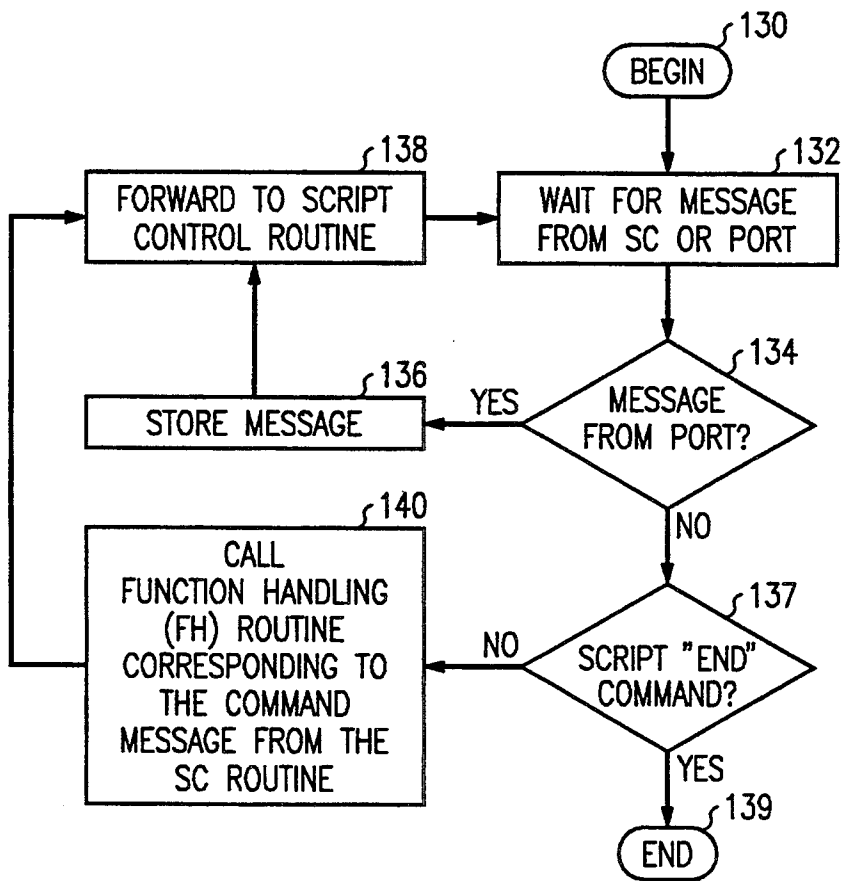 130
BEGIN
138
FORWARD TO SCRIPT
CONTROL ROUTINE
132
WAIT FOR MESSAGE
FROM SC OR PORT
134
MESSAGE
FROM PORT?
YES
136
STORE MESSAGE
NO
140
CALL
FUNCTION HANDLING
(FH) ROUTINE
CORRESPONDING TO
THE COMMAND
MESSAGE FROM THE
SC ROUTINE
137
SCRIPT "END"
COMMAND?
NO
YES
139
END